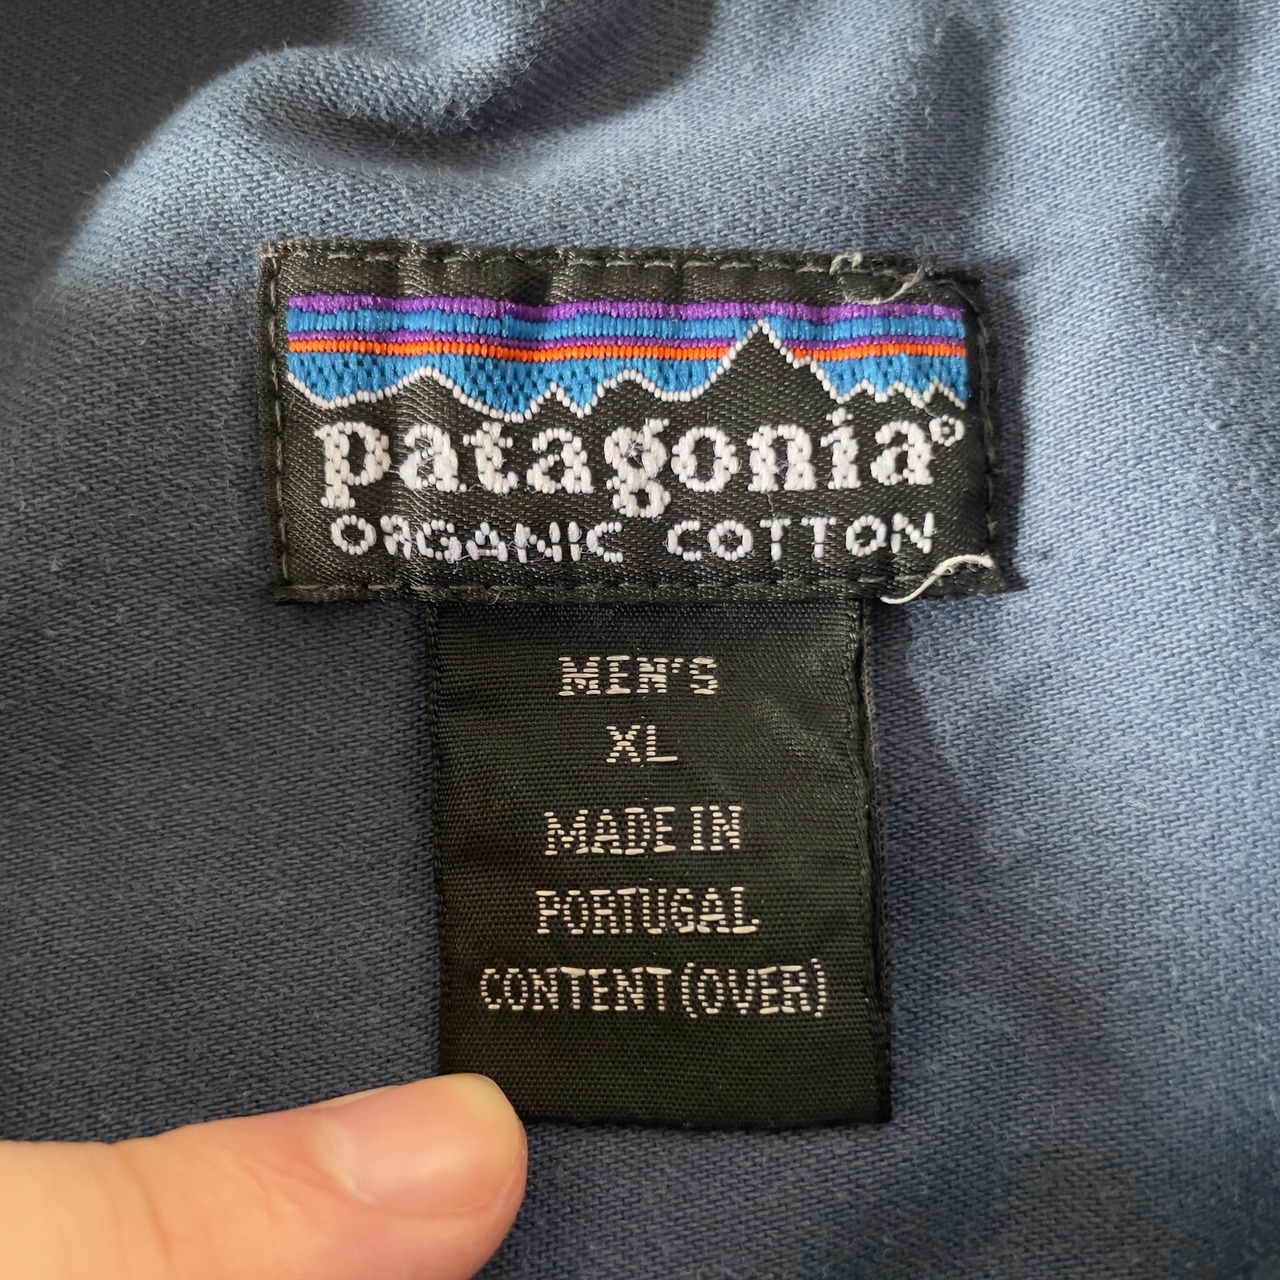 patagonia®
ORGANIC COTTON
MEN'S
XL
MADE IN
PORTUGAL
CONTENT (OVER)